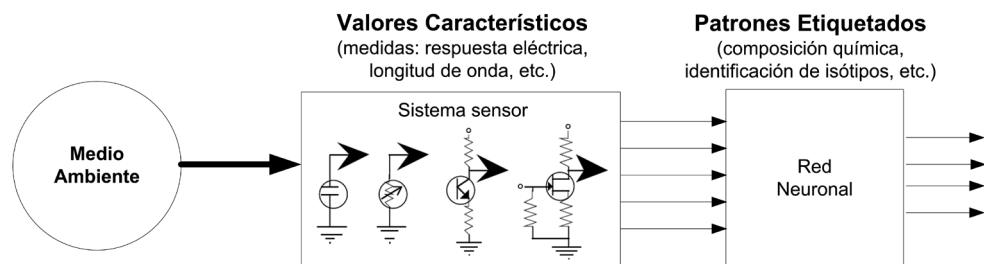 Valores Característicos
(medidas: respuesta eléctrica,
longitud de onda, etc.)
Patrones Etiquetados
(composición química,
identificación de isótipos, etc.)
Medio
Ambiente
Sistema sensor
Red
Neuronal